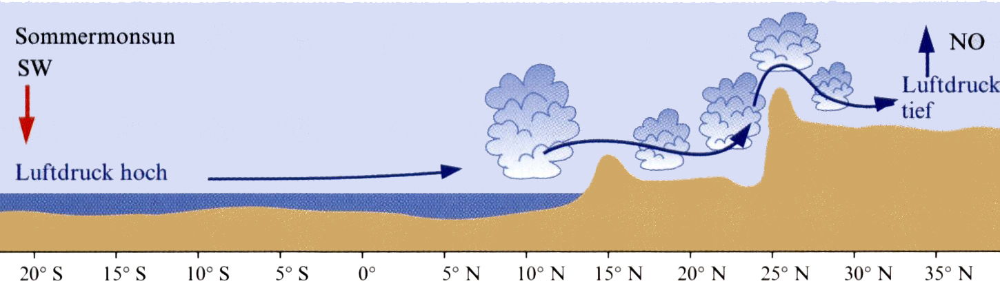 Sommermonsun
SW
NO
Luftdruck
tief
Luftdruck hoch
20° S 15° S 10° S 5° S 0° 5° N 10° N 15° N 20° N 25° N 30° N 35° N